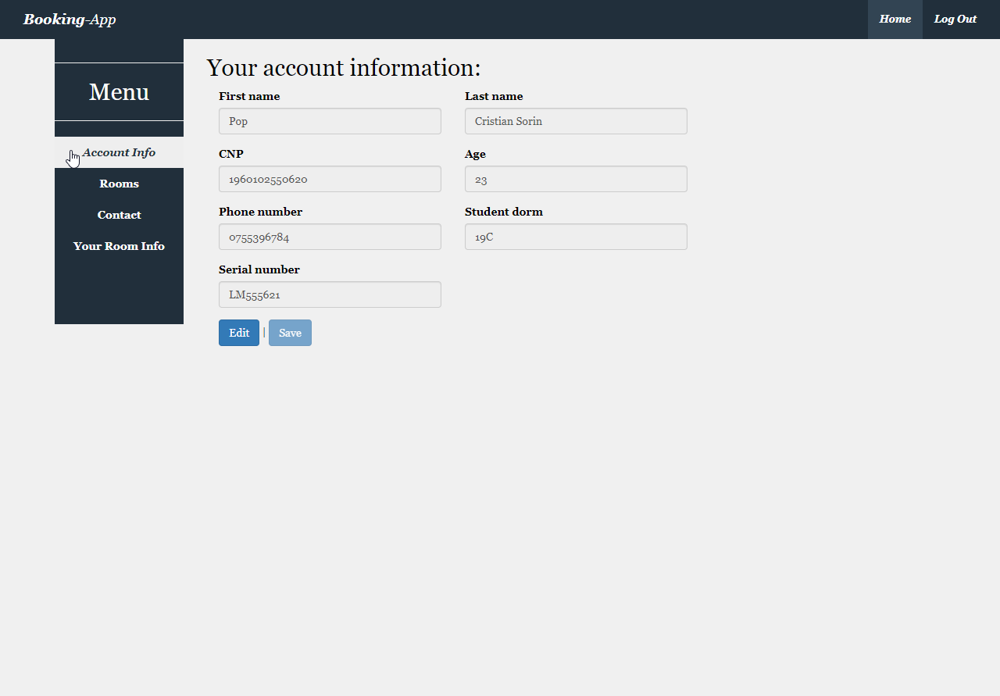 Booking-App
Home
Log Out
Menu
Account Info
Rooms
Contact
Your Room Info
Your account information:
First name
Last name
Pop
Cristian Sorin
CNP
Age
1960102550620
23
Phone number
Student dorm
0755396784
19C
Serial number
LM555621
Edit | Save